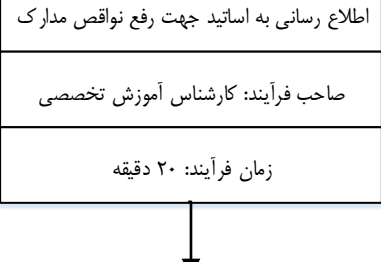 اطلاع رسانی به اساتید جهت رفع نواقص مدارک
صاحب فرآیند: کارشناس آموزش تخصصی
زمان فرآیند: ۲۰ دقیقه